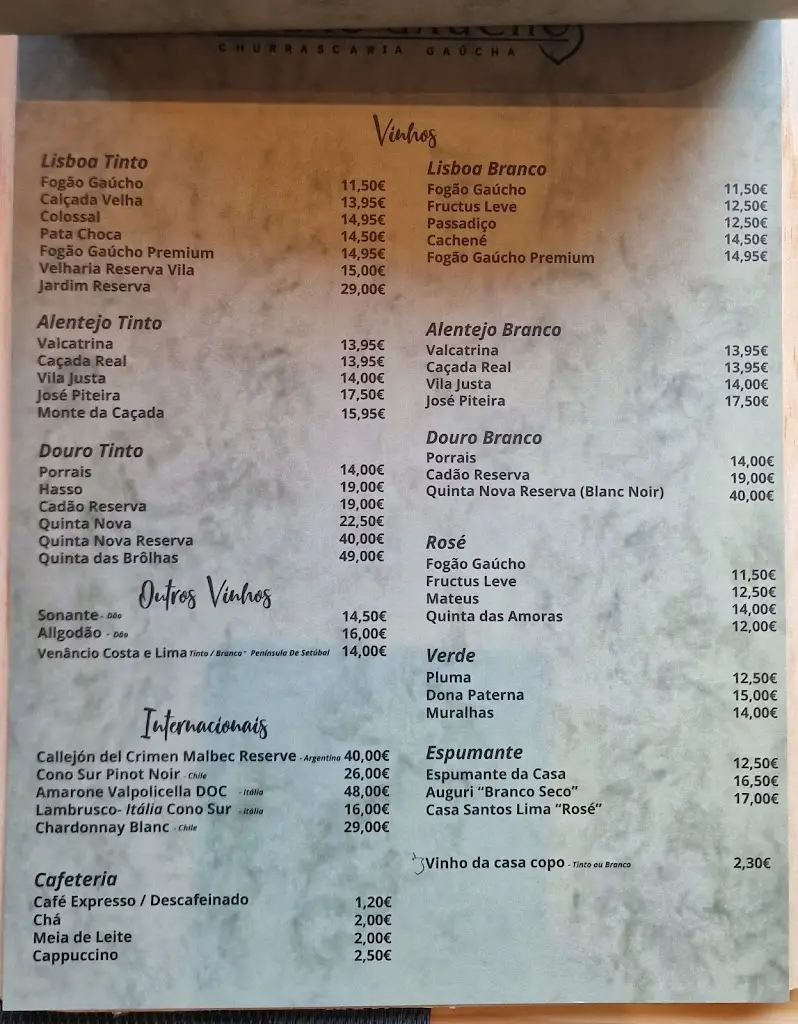 CHURRASCARIA GAÚCHA
Vinhos
Lisboa Tinto
Fogão Gaúcho 11,50€
Calçada Velha 13,95€
Colossal 14,95€
Pata Choca 14,50€
Fogão Gaúcho Premium 14,95€
Velharia Reserva Vila 15,00€
Jardim Reserva 29,00€
Alentejo Tinto
Valcatrina 13,95€
Caçada Real 13,95€
Vila Justa 14,00€
José Piteira 17,50€
Monte da Caçada 15,95€
Douro Tinto
Porrais 14,00€
Hasso 19,00€
Cadão Reserva 19,00€
Quinta Nova 22,50€
Quinta Nova Reserva 40,00€
Quinta das Brôlhas 49,00€
Outros Vinhos
Sonante - Dão 14,50€
Allgodão - Dão 16,00€
Venâncio Costa e Lima Tinto / Branco - Península De Setúbal 14,00€
Internacionais
Callejón del Crimen Malbec Reserve - Argentina 40,00€
Cono Sur Pinot Noir - Chile 26,00€
Amarone Valpolicella DOC - Itália 48,00€
Lambrusco- Itália Cono Sur - Itália 16,00€
Chardonnay Blanc - Chile 29,00€
Cafeteria
Café Expresso / Descafeinado 1,20€
Chá 2,00€
Meia de Leite 2,00€
Cappuccino 2,50€
Lisboa Branco
Fogão Gaúcho 11,50€
Fructus Leve 12,50€
Passadiço 12,50€
Cachené 14,50€
Fogão Gaúcho Premium 14,95€
Alentejo Branco
Valcatrina 13,95€
Caçada Real 13,95€
Vila Justa 14,00€
José Piteira 17,50€
Douro Branco
Porrais 14,00€
Cadão Reserva 19,00€
Quinta Nova Reserva (Blanc Noir) 40,00€
Rosé
Fogão Gaúcho 11,50€
Fructus Leve 12,50€
Mateus 14,00€
Quinta das Amoras 12,00€
Verde
Pluma 12,50€
Dona Paterna 15,00€
Muralhas 14,00€
Espumante
Espumante da Casa 12,50€
Auguri “Branco Seco” 16,50€
Casa Santos Lima “Rosé” 17,00€
Vinho da casa copo - Tinto ou Branco 2,30€